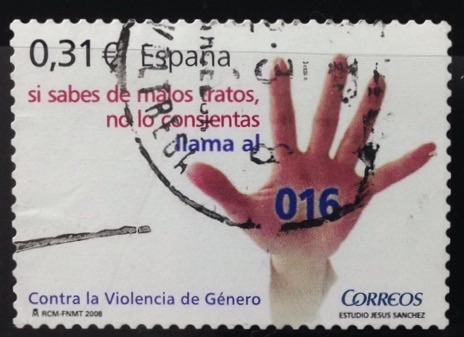 0,31 € España
si sabes de malos tratos,
no lo consientas
llama al
016
Contra la Violencia de Género
CORREOS
RCM-FNMT 2008
ESTUDIO JESUS SANCHEZ